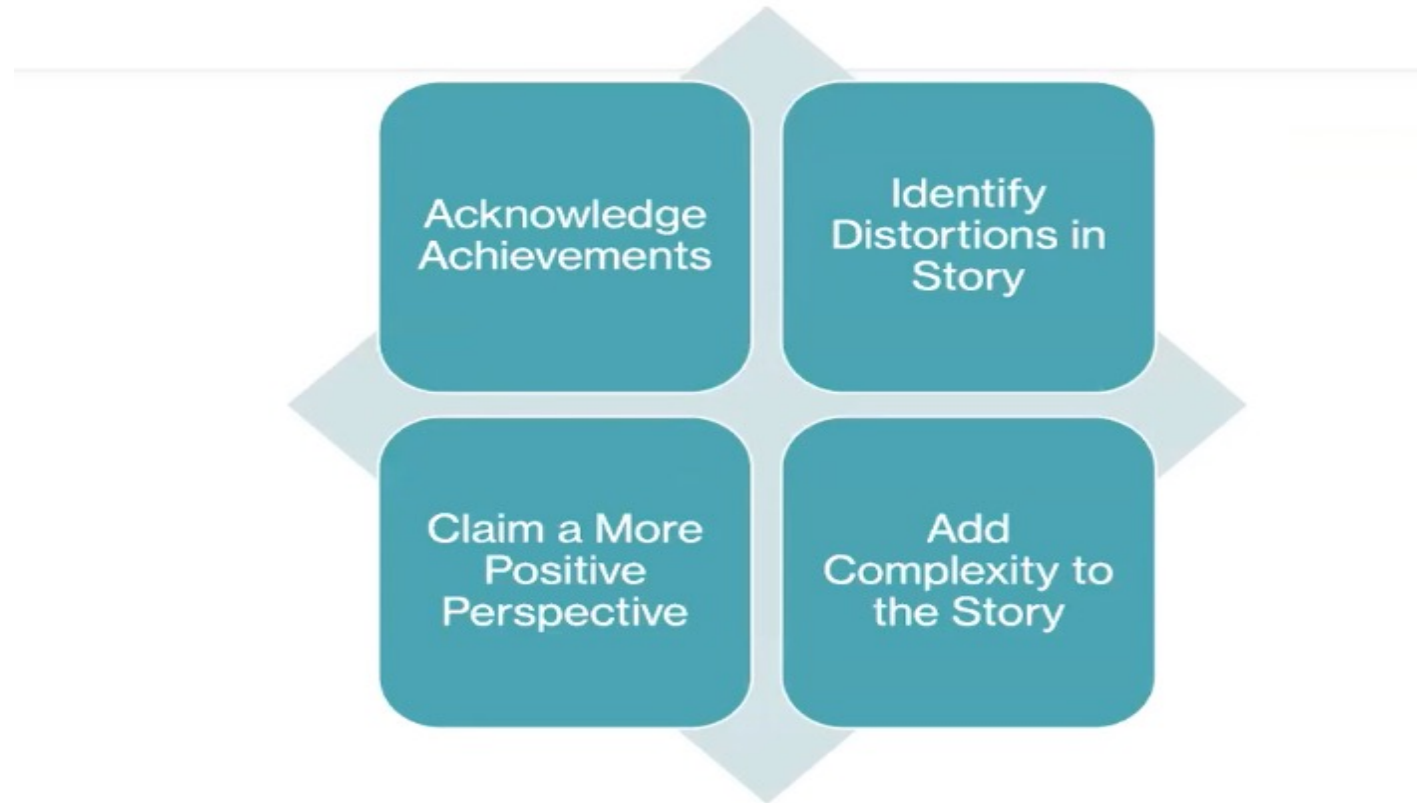 Acknowledge
Achievements
Identify
Distortions in
Story
Claim a More
Positive
Perspective
Add
Complexity to
the Story